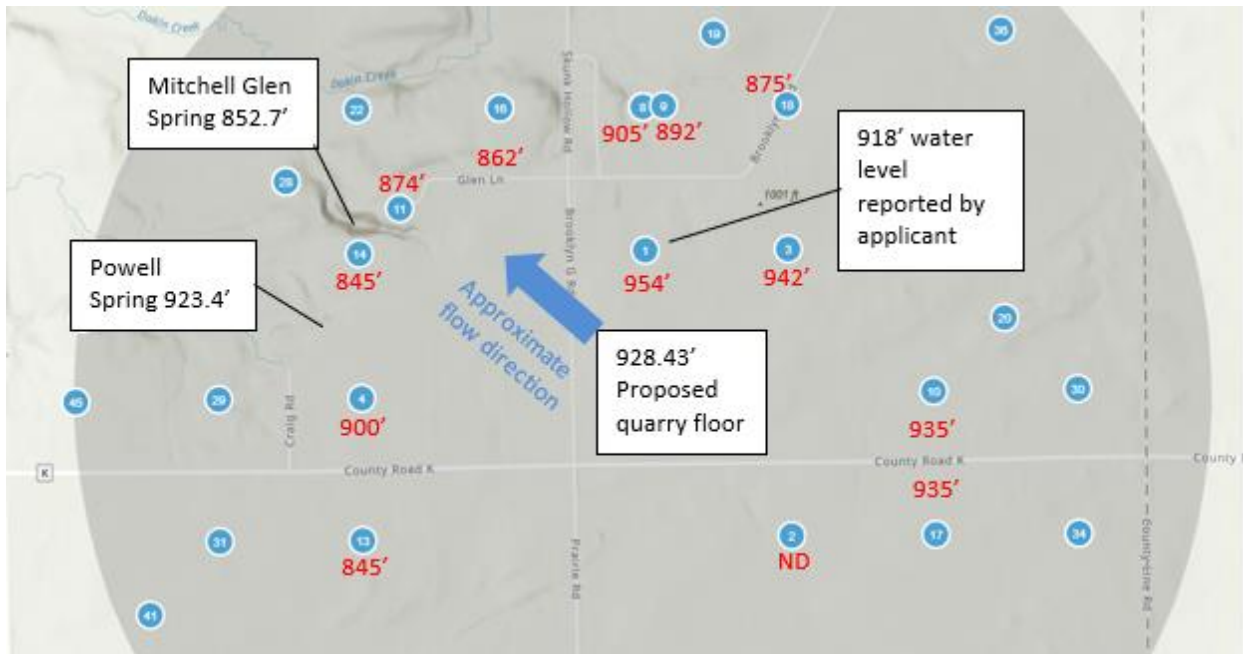 Dakin Creek
19
36
Mitchell Glen
Spring 852.7’
Dakin Creek
22
16
862’
Skunk Hollow Rd
8
9
905’
892’
875’
18
918’ water
level
reported by
applicant
28
874’
11
Glen Ln
1001 ft
14
845’
1
954’
3
942’
Powell
Spring 923.4’
Approximate
flow direction
928.43’
Proposed
quarry floor
20
45
29
Craig Rd
4
900’
10
935’
30
K
County Road K
County Road K
935’
31
13
845’
Prairie Rd
2
ND
17
34
County Line Rd
41